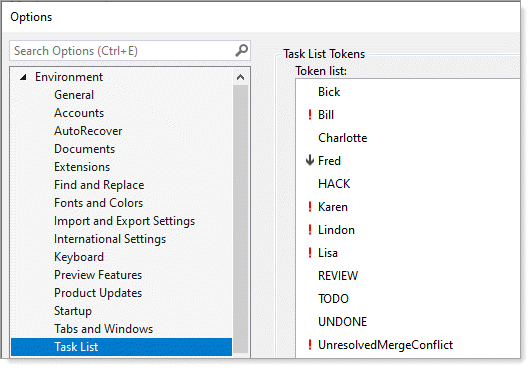 Options
Search Options (Ctrl+E)
Environment
General
Accounts
AutoRecover
Documents
Extensions
Find and Replace
Fonts and Colors
Import and Export Settings
International Settings
Keyboard
Preview Features
Product Updates
Startup
Tabs and Windows
Task List
Task List Tokens
Token list:
Bick
! Bill
Charlotte
Fred
HACK
! Karen
! Lindon
! Lisa
REVIEW
TODO
UNDONE
! UnresolvedMergeConflict